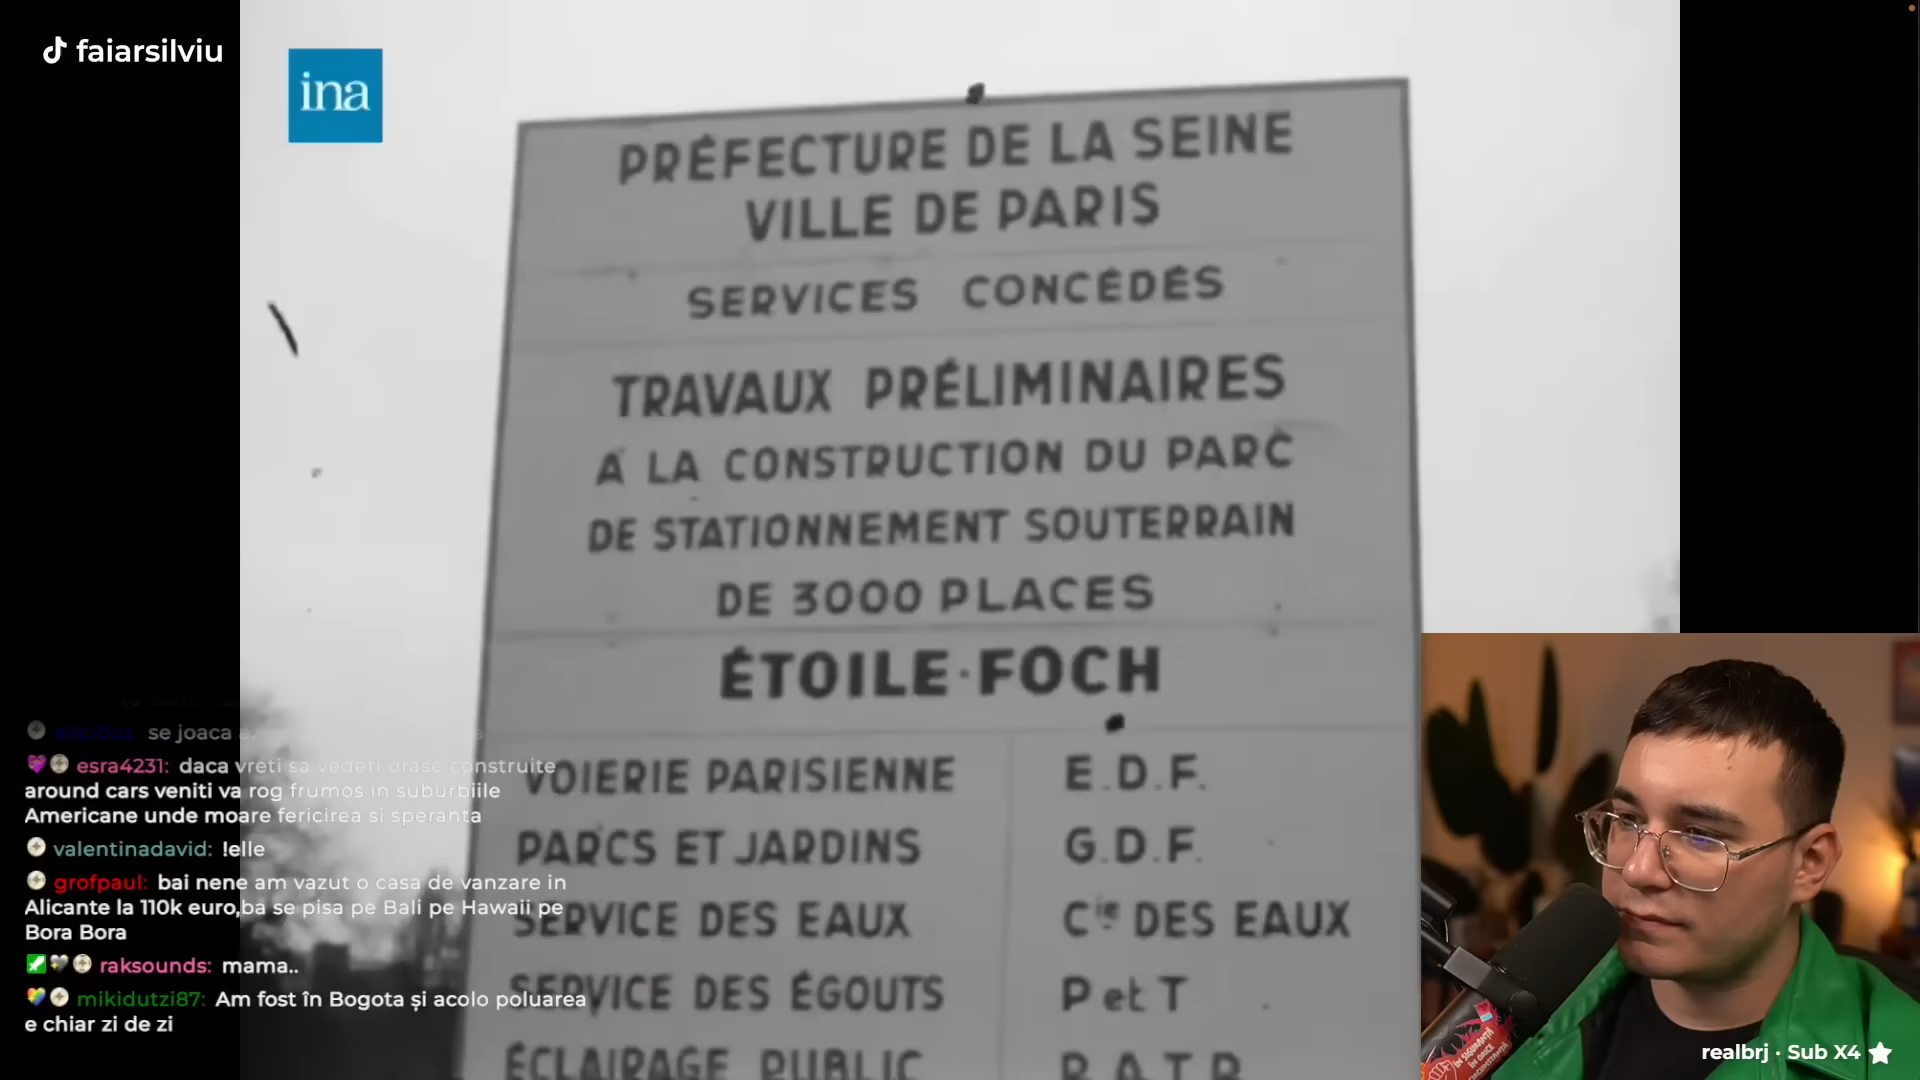 faiarsilviu
ina
PRÉFECTURE DE LA SEINE
VILLE DE PARIS
SERVICES CONCÉDÉS
TRAVAUX PRÉLIMINAIRES
A LA CONSTRUCTION DU PARC
DE STATIONNEMENT SOUTERRAIN
DE 3000 PLACES
ÉTOILE·FOCH
VOIERIE PARISIENNE E.D.F.
PARCS ET JARDINS G.D.F.
SERVICE DES EAUX Cie DES EAUX
SERVICE DES ÉGOUTS P et T
ÉCLAIRAGE PUBLIC R.A.T.P.
se joaca
esra4231: daca vreti sa vedeti orase construite
around cars veniti va rog frumos in suburbiile
Americane unde moare fericirea si speranta
valentinadavid: !elle
grofpaul: bai nene am vazut o casa de vanzare in
Alicante la 110k euro,ba se pisa pe Bali pe Hawaii pe
Bora Bora
raksounds: mama..
mikidutzi87: Am fost în Bogota și acolo poluarea
e chiar zi de zi
realbrj · Sub X4